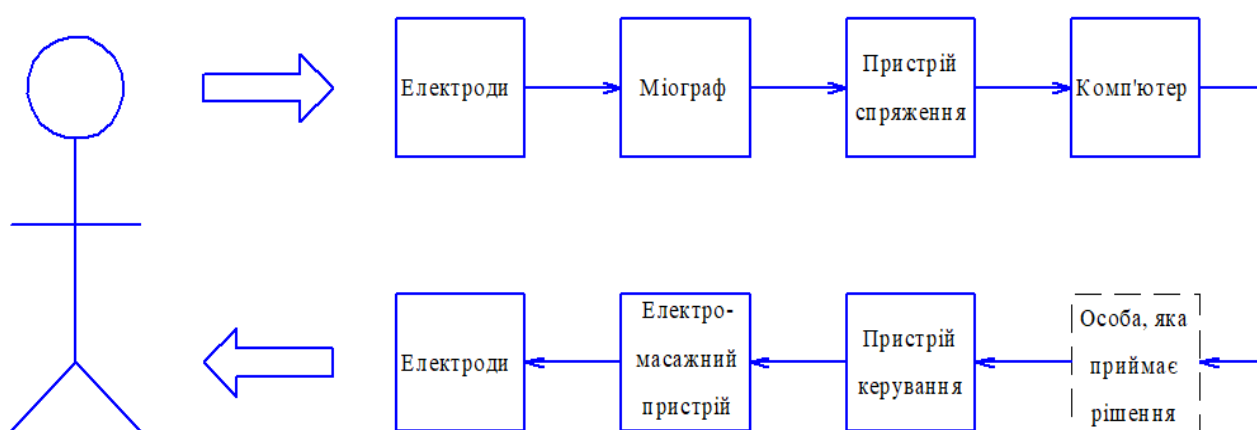 Електроди
Міограф
Пристрій
спряження
Комп'ютер
Електроди
Електро-
масажний
пристрій
Пристрій
керування
Особа, яка
приймає
рішення